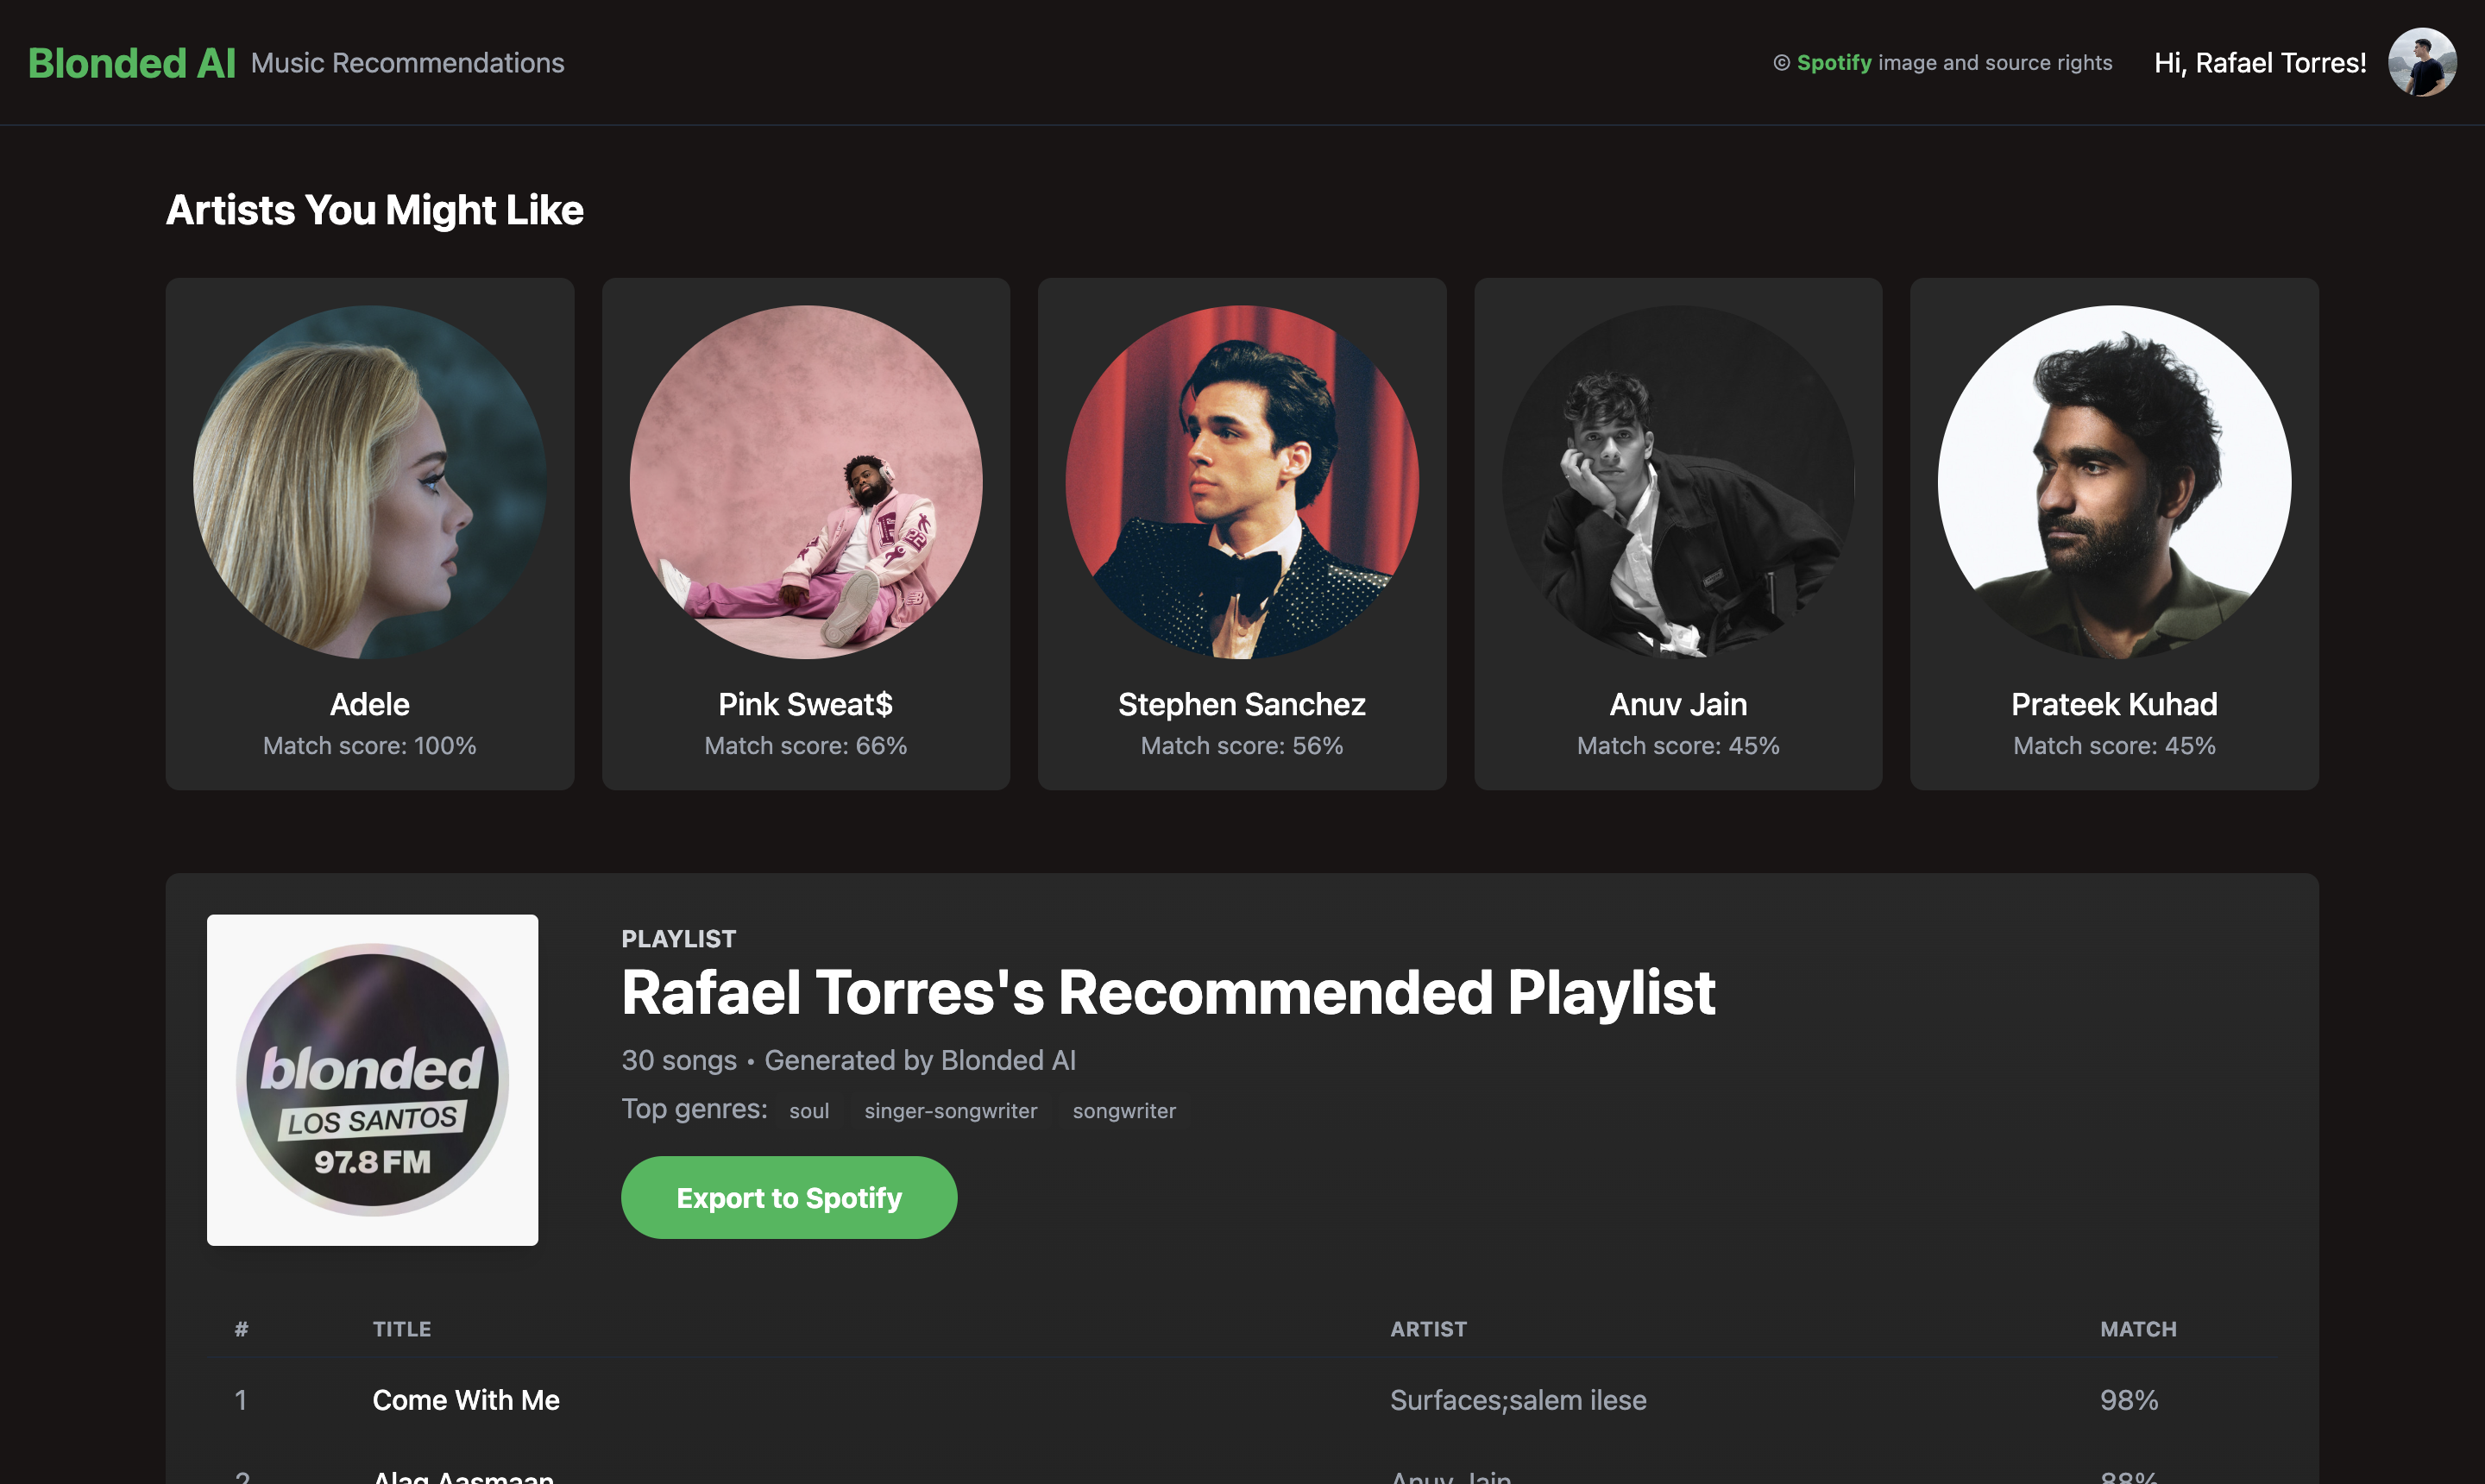 Blonded AI Music Recommendations
© Spotify image and source rights
Hi, Rafael Torres!
Artists You Might Like
Adele
Match score: 100%
Pink Sweat$
Match score: 66%
Stephen Sanchez
Match score: 56%
Anuv Jain
Match score: 45%
Prateek Kuhad
Match score: 45%
blonded
LOS SANTOS
97.8 FM
PLAYLIST
Rafael Torres's Recommended Playlist
30 songs • Generated by Blonded AI
Top genres: soul singer-songwriter songwriter
Export to Spotify
# TITLE ARTIST MATCH
1 Come With Me Surfaces;salem ilese 98%
2 Alag Aasmaan Anuv Jain 88%